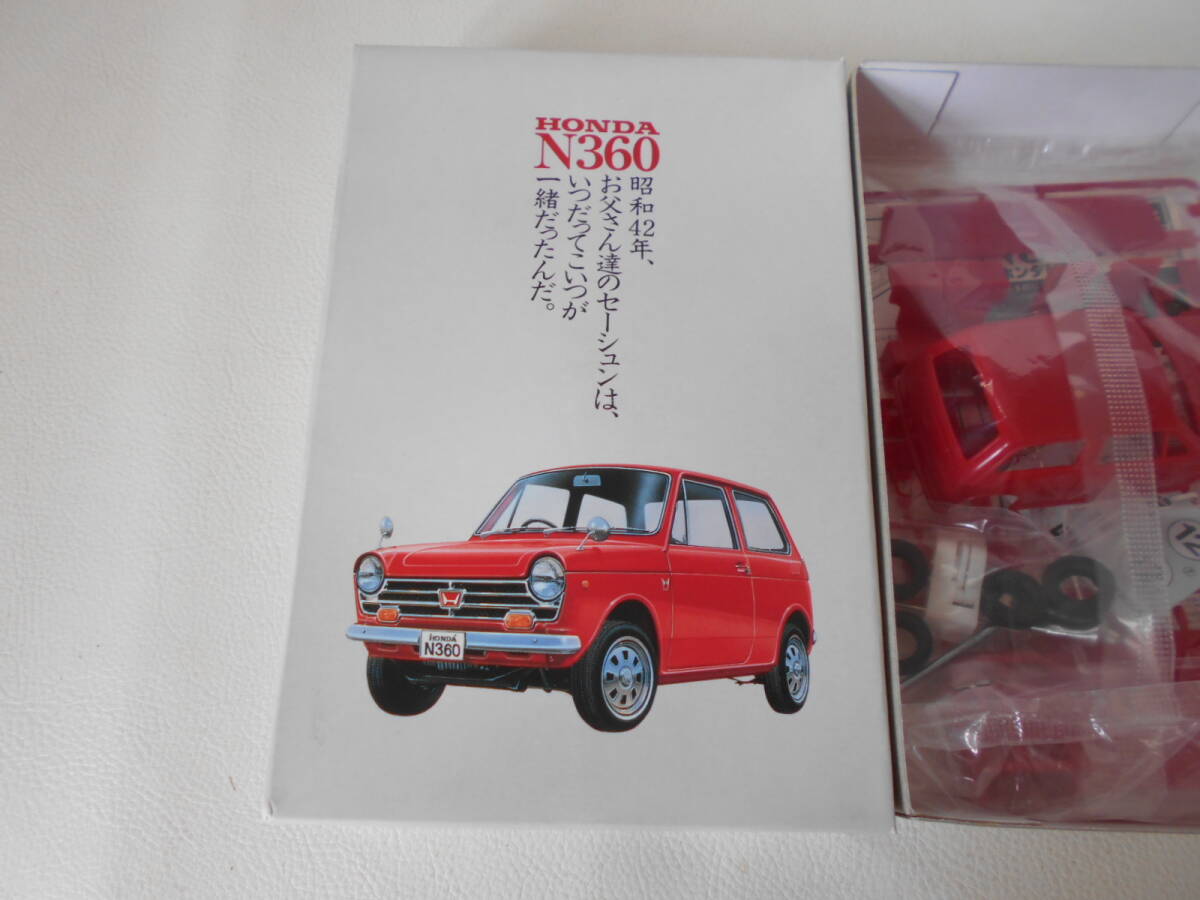 HONDA
N360
昭和42年、
お父さん達のセーシュンは、
いつだってこいつが
一緒だったんだ。
HONDA
N360